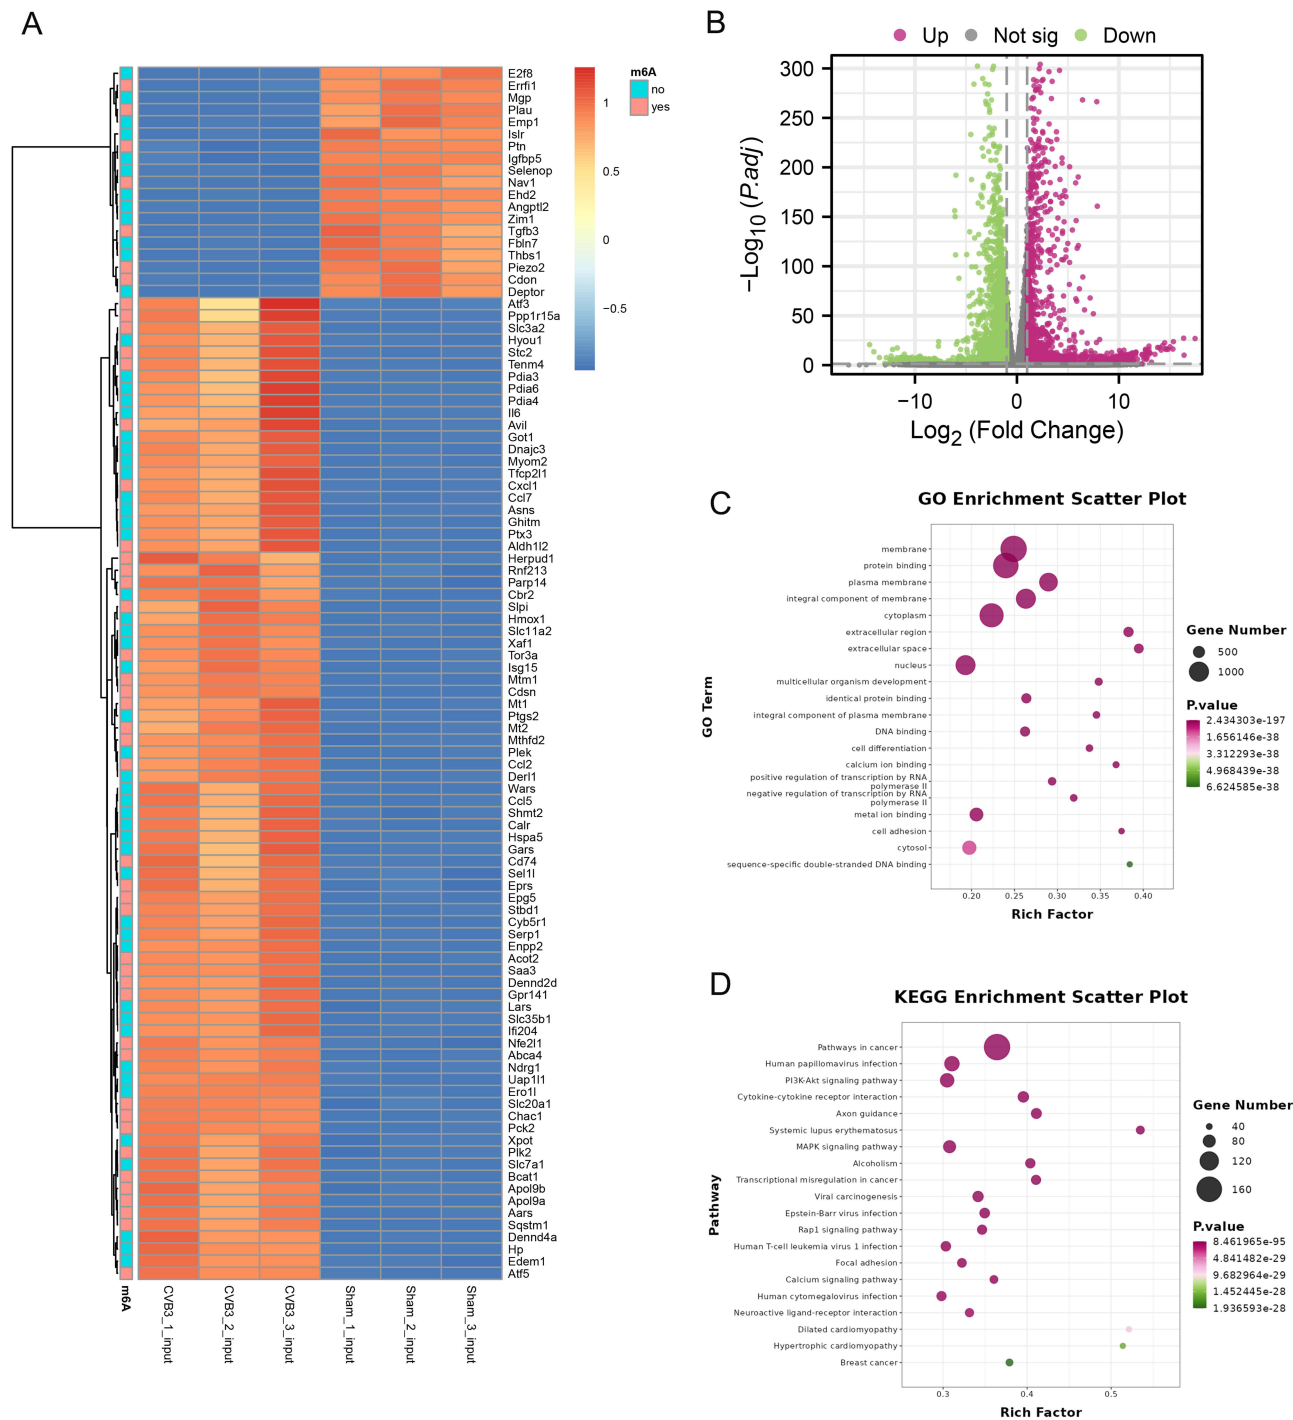 A
E2f8
Errfi1
Mgp
Plau
Emp1
Islr
Ptn
Igfbp5
Selenop
Nav1
Ehd2
Angptl2
Zim1
Tgfb3
Fbln7
Thbs1
Piezo2
Cdon
Deptor
Atf3
Ppp1r15a
Slc3a2
Hyou1
Stc2
Tenm4
Pdia3
Pdia6
Pdia4
Il6
Avil
Got1
Dnajc3
Myom2
Tfcp2l1
Cxcl1
Ccl7
Asns
Ghitm
Ptx3
Aldh1l2
Herpud1
Rnf213
Parp14
Cbr2
Slpi
Hmox1
Slc11a2
Xaf1
Tor3a
Isg15
Mtm1
Cdsn
Mt1
Ptgs2
Mt2
Mthfd2
Plek
Ccl2
Derl1
Wars
Ccl5
Shmt2
Calr
Hspa5
Gars
Cd74
Sel1l
Eprs
Epg5
Stbd1
Cyb5r1
Serp1
Enpp2
Acot2
Saa3
Dennd2d
Gpr141
Lars
Slc35b1
Ifi204
Nfe2l1
Abca4
Ndrg1
Uap1l1
Ero1l
Slc20a1
Chac1
Pck2
Xpot
Plk2
Slc7a1
Bcat1
Apol9b
Apol9a
Aars
Sqstm1
Dennd4a
Hp
Edem1
Atf5
m6A
CVB3_1_input
CVB3_2_input
CVB3_3_input
Sham_1_input
Sham_2_input
Sham_3_input
1
0.5
0
−0.5
m6A
no
yes
B
Up Not sig Down
300
250
200
150
100
50
0
−Log10 (P.adj)
−10 0 10
Log2 (Fold Change)
C
GO Enrichment Scatter Plot
GO Term
membrane
protein binding
plasma membrane
integral component of membrane
cytoplasm
extracellular region
extracellular space
nucleus
multicellular organism development
identical protein binding
integral component of plasma membrane
DNA binding
cell differentiation
calcium ion binding
positive regulation of transcription by RNA
polymerase II
negative regulation of transcription by RNA
polymerase II
metal ion binding
cell adhesion
cytosol
sequence-specific double-stranded DNA binding
0.20 0.25 0.30 0.35 0.40
Rich Factor
Gene Number
500
1000
P.value
2.434303e-197
1.656146e-38
3.312293e-38
4.968439e-38
6.624585e-38
D
KEGG Enrichment Scatter Plot
Pathway
Pathways in cancer
Human papillomavirus infection
PI3K-Akt signaling pathway
Cytokine-cytokine receptor interaction
Axon guidance
Systemic lupus erythematosus
MAPK signaling pathway
Alcoholism
Transcriptional misregulation in cancer
Viral carcinogenesis
Epstein-Barr virus infection
Rap1 signaling pathway
Human T-cell leukemia virus 1 infection
Focal adhesion
Calcium signaling pathway
Human cytomegalovirus infection
Neuroactive ligand-receptor interaction
Dilated cardiomyopathy
Hypertrophic cardiomyopathy
Breast cancer
0.3 0.4 0.5
Rich Factor
Gene Number
40
80
120
160
P.value
8.461965e-95
4.841482e-29
9.682964e-29
1.452445e-28
1.936593e-28